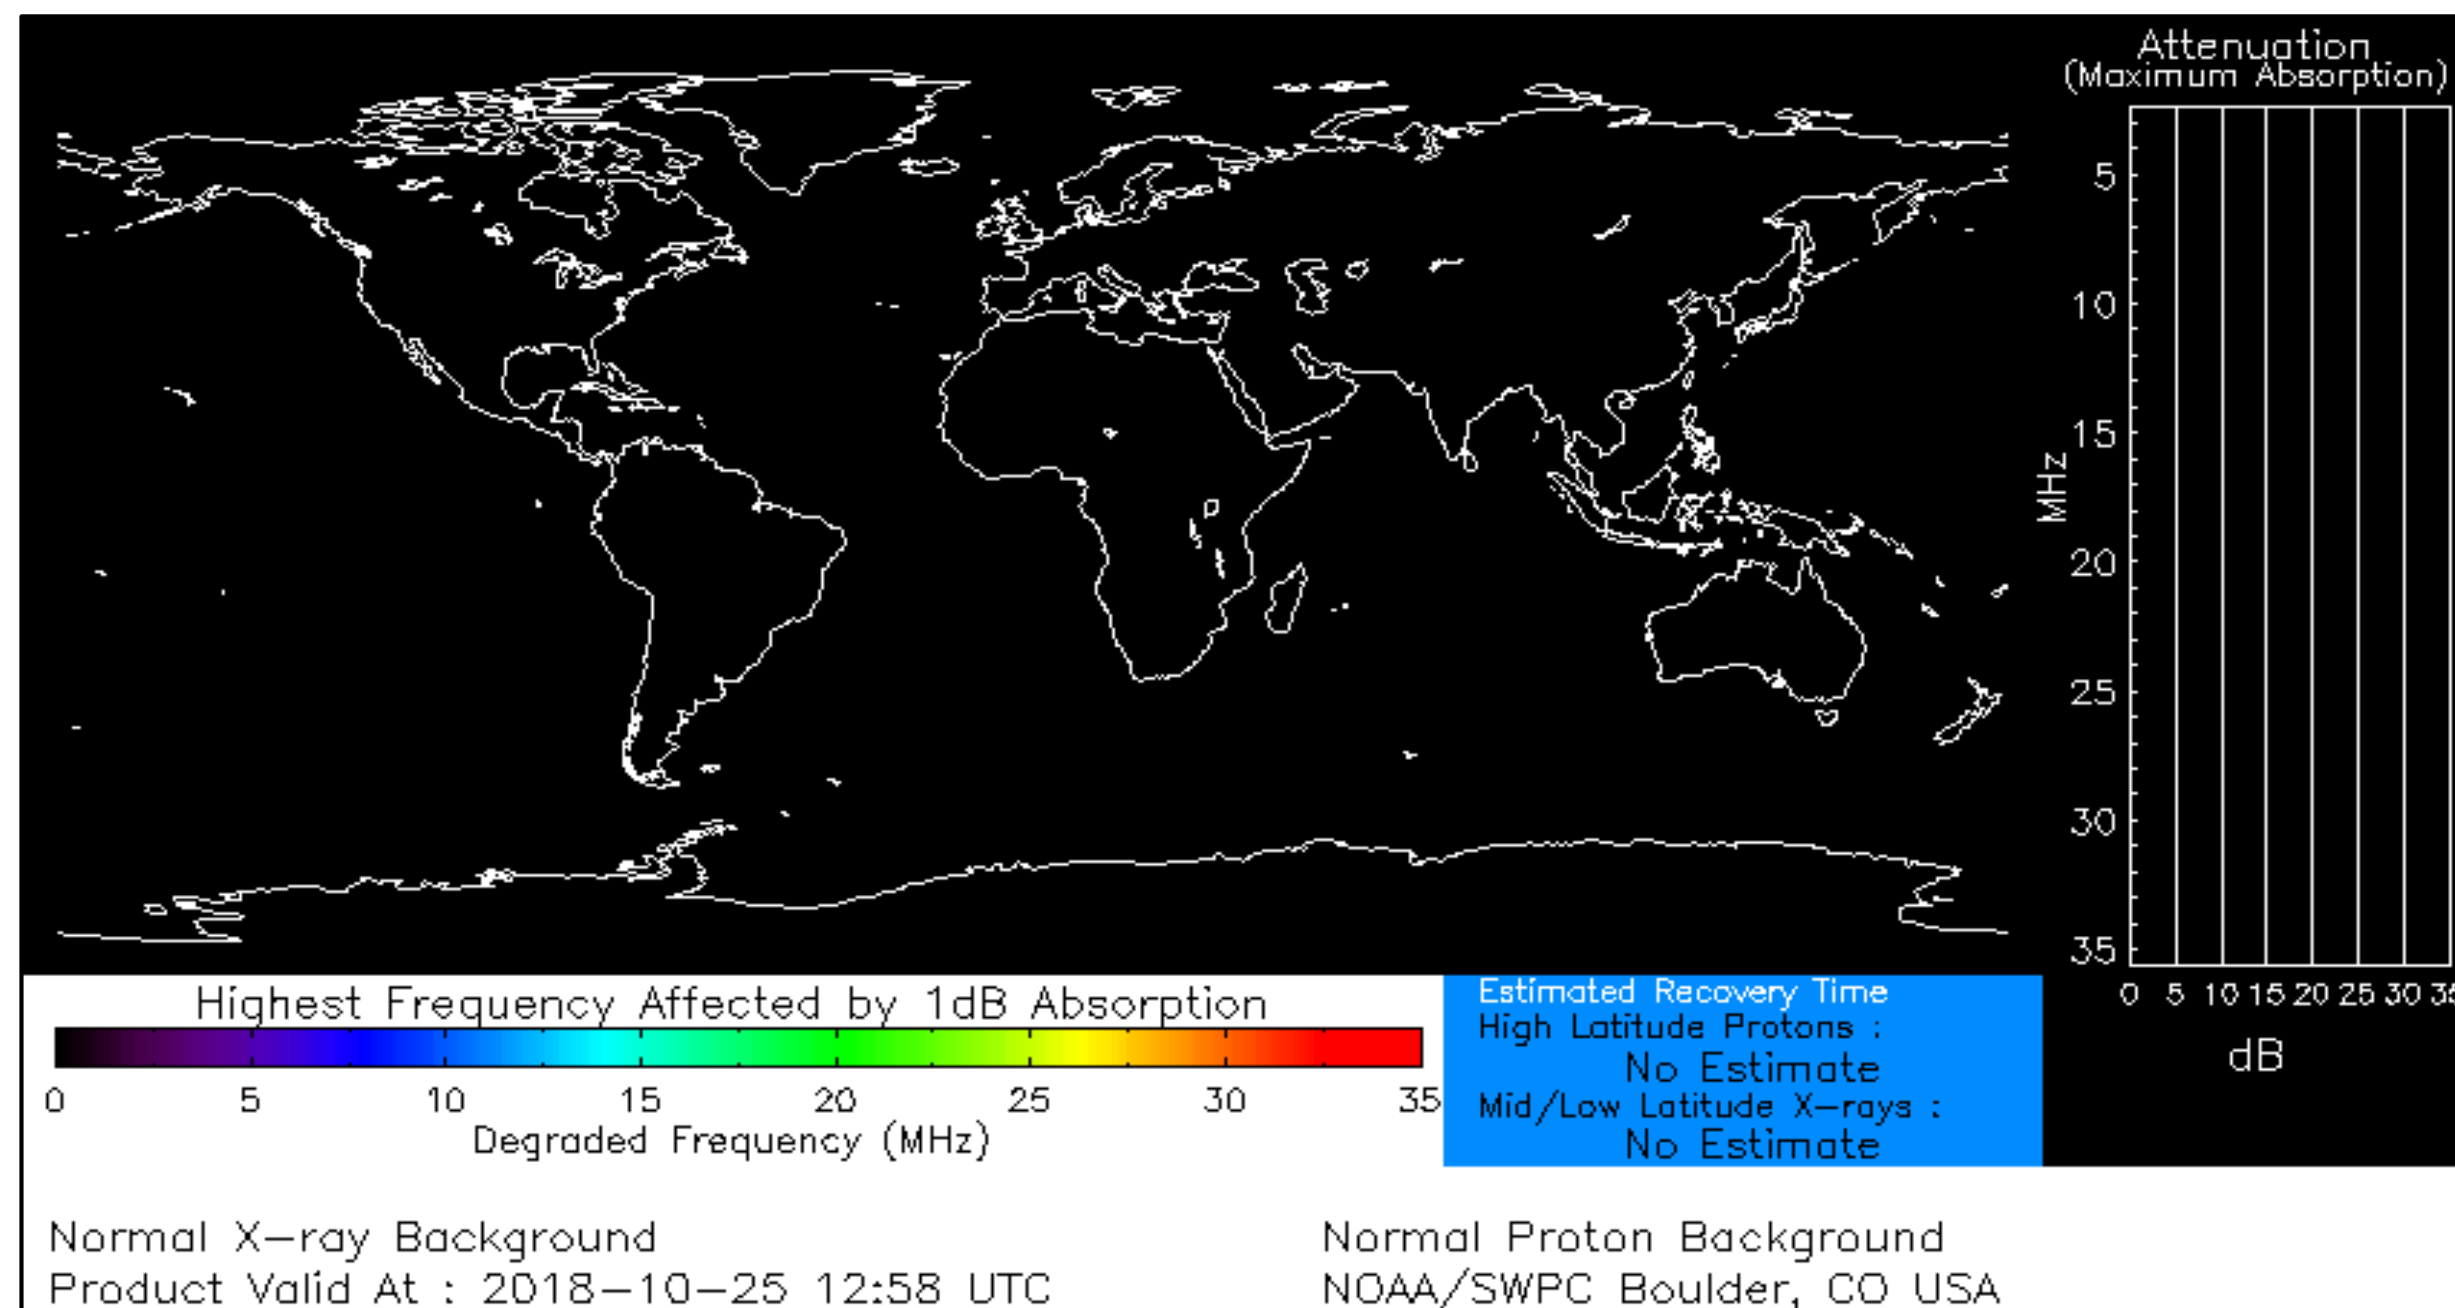 Attenuation
(Maximum Absorption)
5
10
15
20
25
30
35
MHz
0 5 10 15 20 25 30
dB
Highest Frequency Affected by 1dB Absorption
0 5 10 15 20 25 30 35
Degraded Frequency (MHz)
Estimated Recovery Time
High Latitude Protons :
No Estimate
Mid/Low Latitude X-rays :
No Estimate
Normal X-ray Background
Normal Proton Background
Product Valid At : 2018-10-25 12:58 UTC
NOAA/SWPC Boulder, CO USA